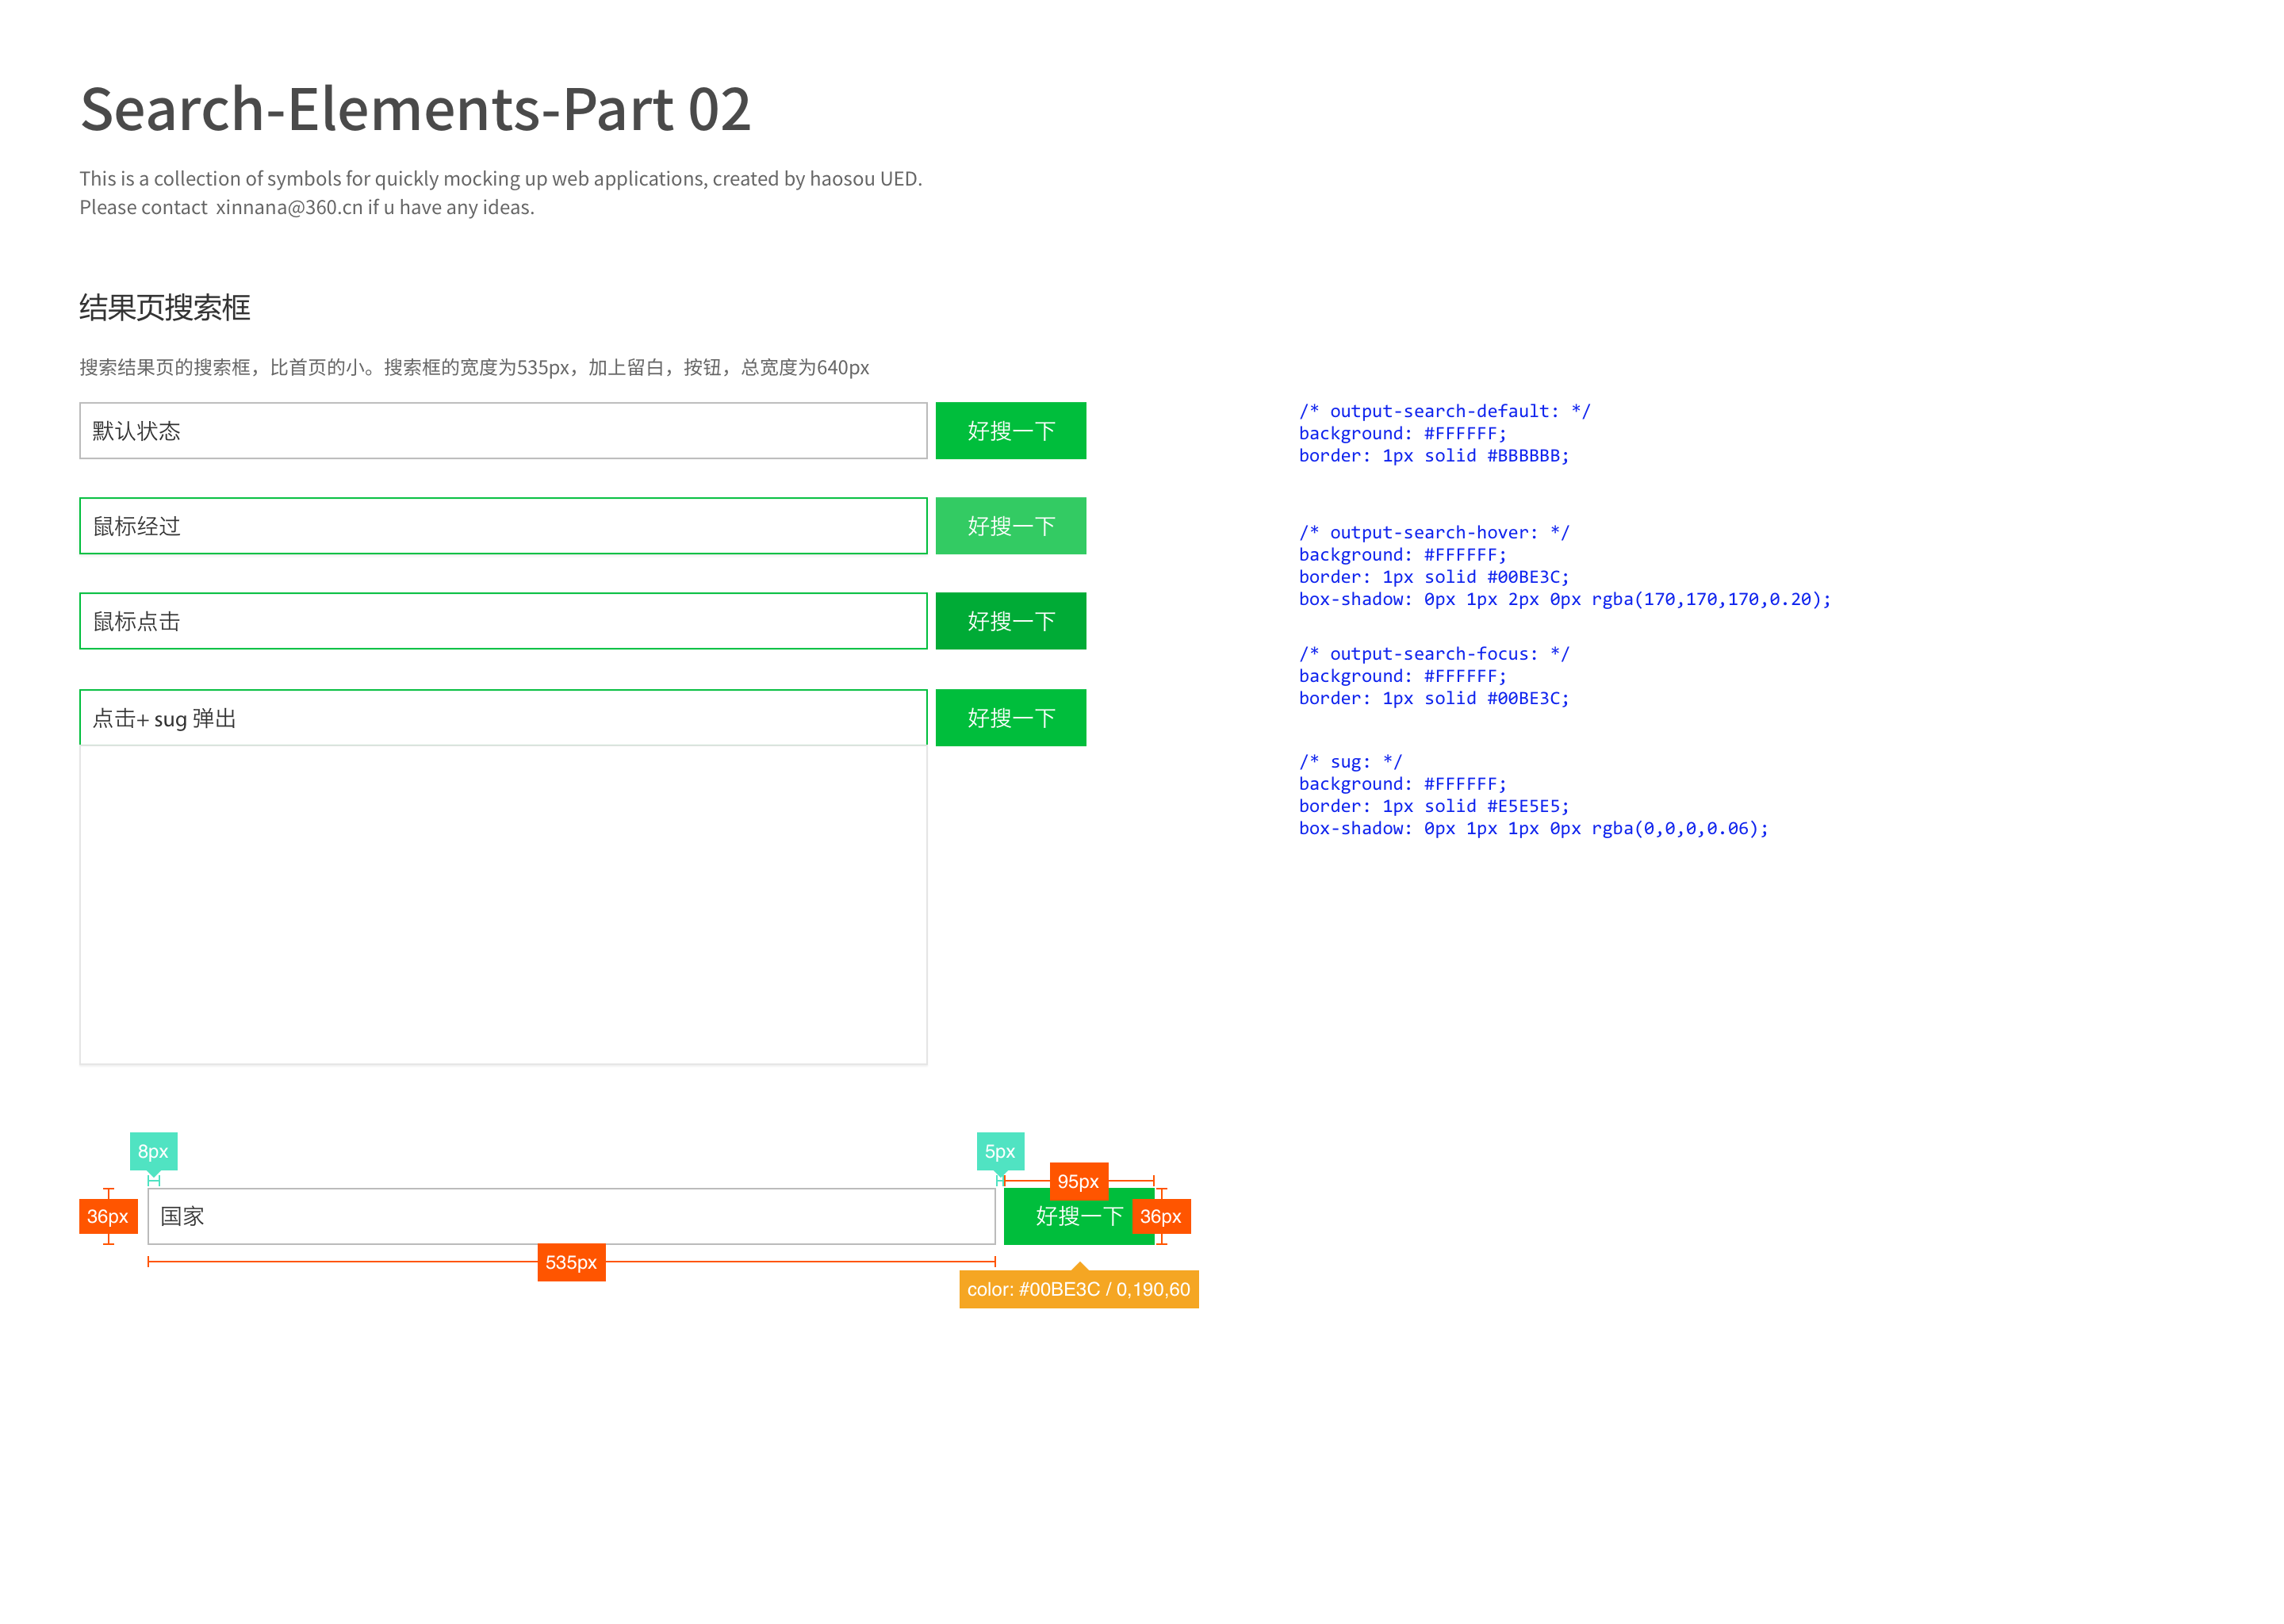 Search-Elements-Part 02
This is a collection of symbols for quickly mocking up web applications, created by haosou UED.
Please contact  xinnana@360.cn if u have any ideas.
结果页搜索框
搜索结果页的搜索框，比首页的小。搜索框的宽度为535px，加上留白，按钮，总宽度为640px
默认状态
好搜一下
鼠标经过
好搜一下
鼠标点击
好搜一下
点击+ sug 弹出
好搜一下
/* output-search-default: */
background: #FFFFFF;
border: 1px solid #BBBBBB;
/* output-search-hover: */
background: #FFFFFF;
border: 1px solid #00BE3C;
box-shadow: 0px 1px 2px 0px rgba(170,170,170,0.20);
/* output-search-focus: */
background: #FFFFFF;
border: 1px solid #00BE3C;
/* sug: */
background: #FFFFFF;
border: 1px solid #E5E5E5;
box-shadow: 0px 1px 1px 0px rgba(0,0,0,0.06);
8px
5px
95px
36px
国家
好搜一下
36px
535px
color: #00BE3C / 0,190,60